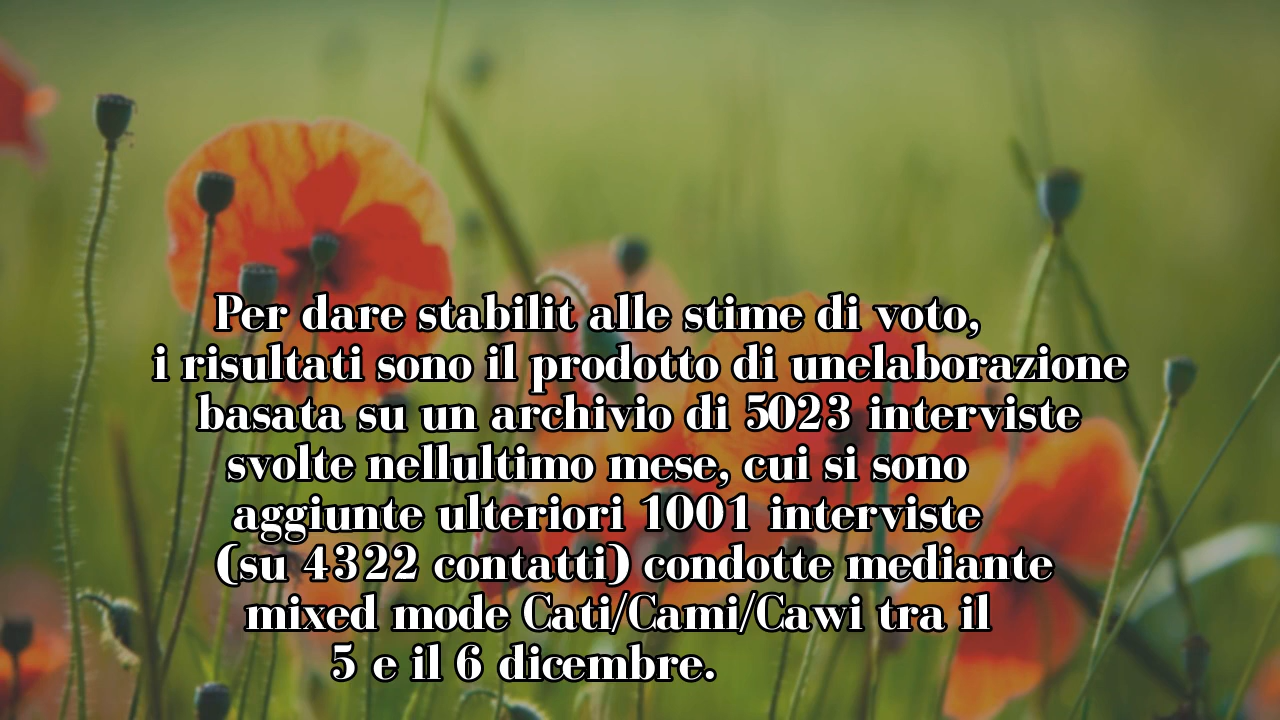 Per dare stabilit alle stime di voto,
i risultati sono il prodotto di unelaborazione
basata su un archivio di 5023 interviste
svolte nellultimo mese, cui si sono
aggiunte ulteriori 1001 interviste
(su 4322 contatti) condotte mediante
mixed mode Cati/Cami/Cawi tra il
5 e il 6 dicembre.